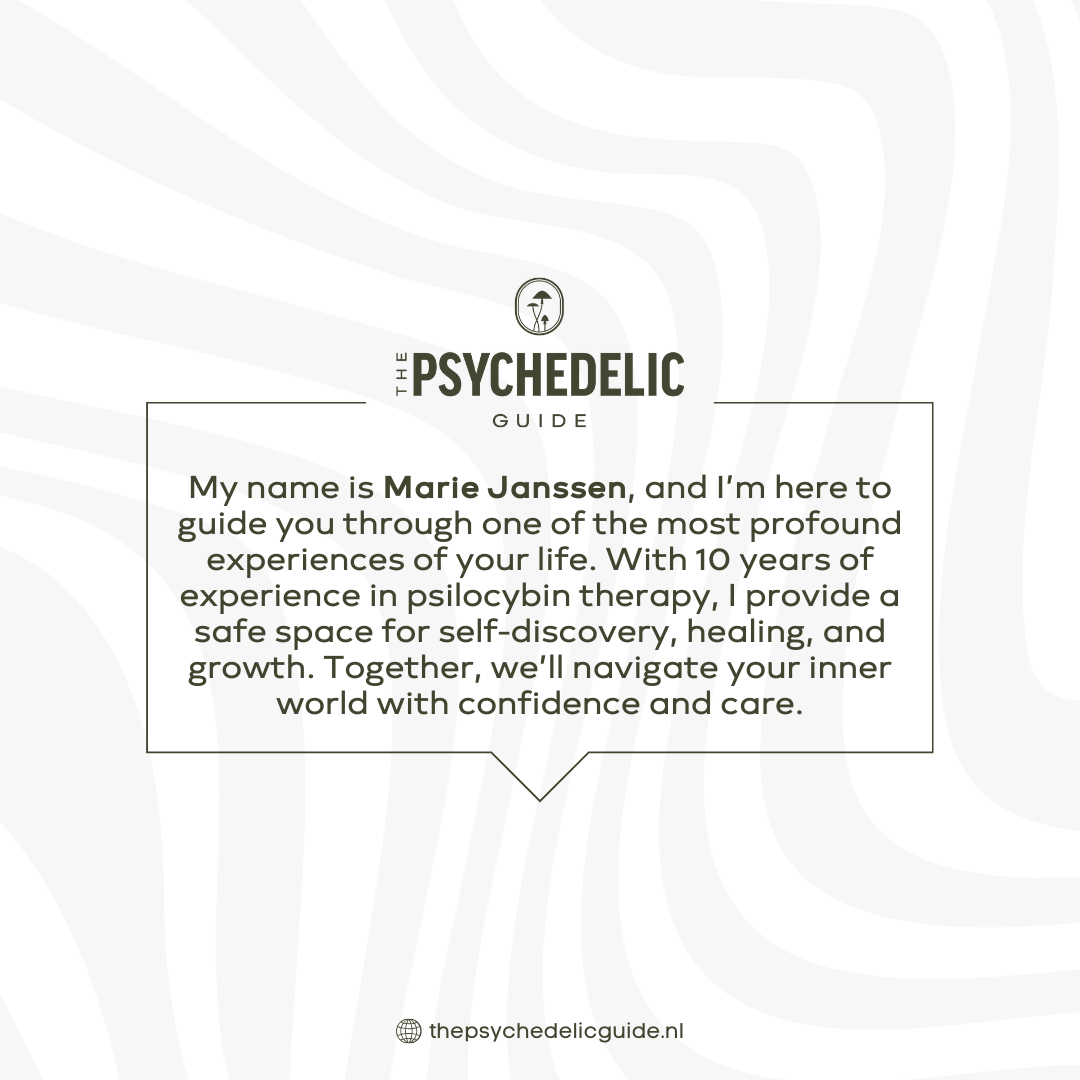 THE PSYCHEDELIC
GUIDE
My name is Marie Janssen, and I’m here to
guide you through one of the most profound
experiences of your life. With 10 years of
experience in psilocybin therapy, I provide a
safe space for self-discovery, healing, and
growth. Together, we’ll navigate your inner
world with confidence and care.
thepsychedelicguide.nl